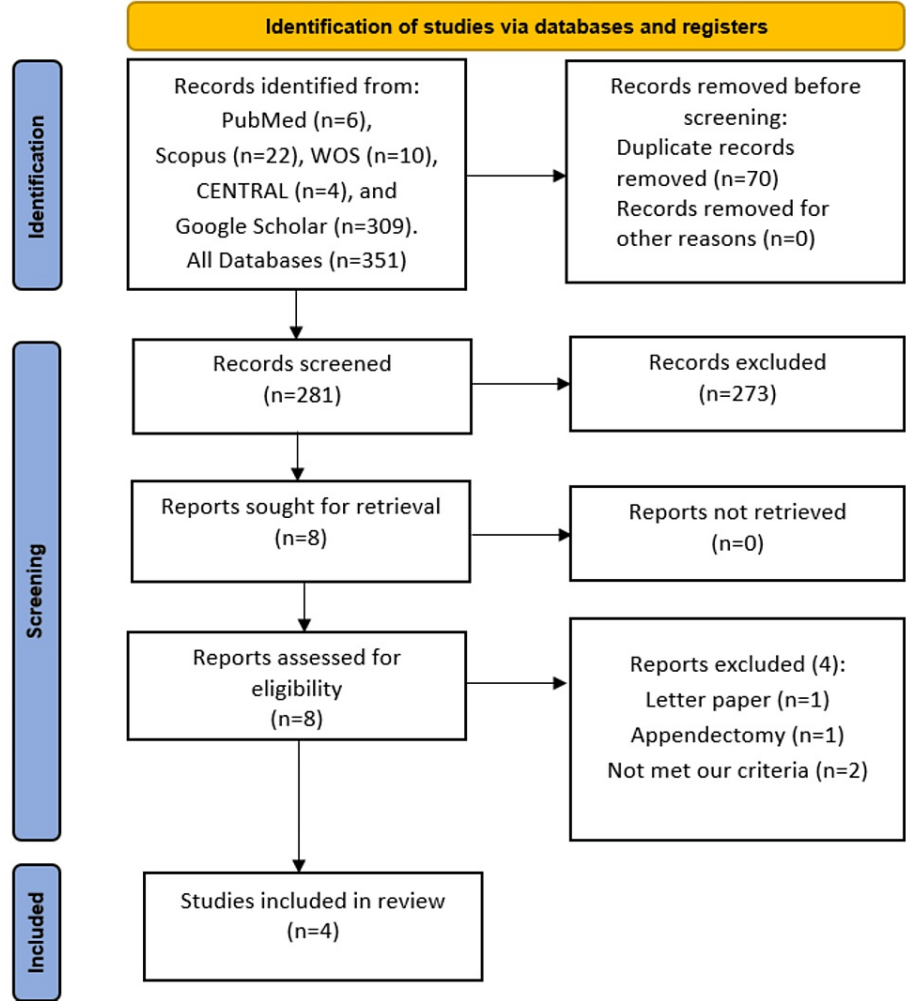 Identification of studies via databases and registers
Identification
Records identified from:
PubMed (n=6),
Scopus (n=22), WOS (n=10),
CENTRAL (n=4), and
Google Scholar (n=309).
All Databases (n=351)
Records removed before
screening:
Duplicate records
removed (n=70)
Records removed for
other reasons (n=0)
Screening
Records screened
(n=281)
Records excluded
(n=273)
Reports sought for retrieval
(n=8)
Reports not retrieved
(n=0)
Reports assessed for
eligibility
(n=8)
Reports excluded (4):
Letter paper (n=1)
Appendectomy (n=1)
Not met our criteria (n=2)
Included
Studies included in review
(n=4)